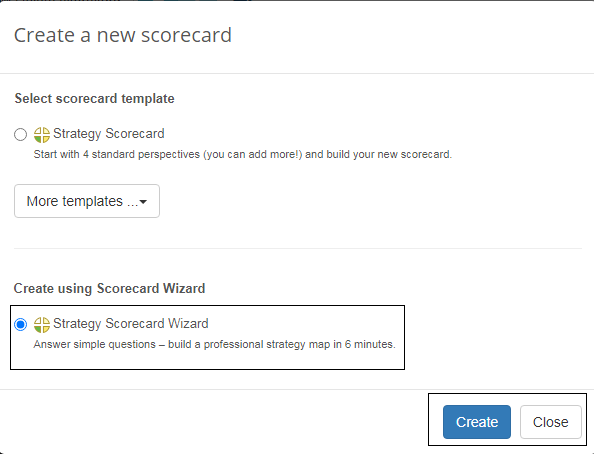 Create a new scorecard
Select scorecard template
Strategy Scorecard
Start with 4 standard perspectives (you can add more!) and build your new scorecard.
More templates ...
Create using Scorecard Wizard
Strategy Scorecard Wizard
Answer simple questions – build a professional strategy map in 6 minutes.
Create Close